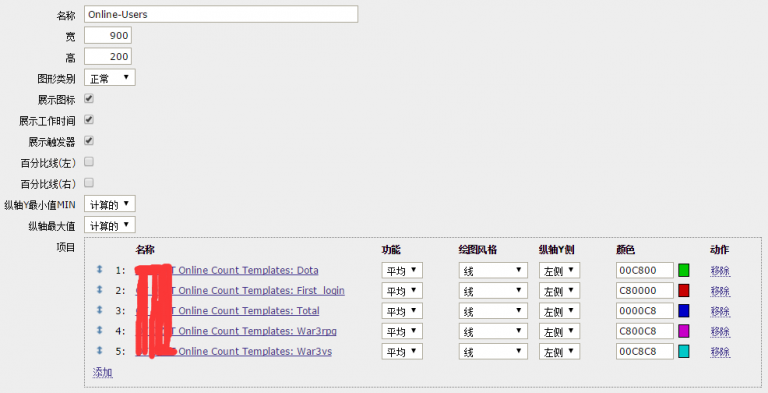 名称 Online-Users
宽 900
高 200
图形类别 正常
展示图标
展示工作时间
展示触发器
百分比线(左)
百分比线(右)
纵轴Y最小值MIN 计算的
纵轴最大值 计算的
项目 名称 功能 绘图风格 纵轴Y侧 颜色 动作
1: T Online Count Templates: Dota 平均 线 左侧 00C800 移除
2: T Online Count Templates: First_login 平均 线 左侧 C80000 移除
3: T Online Count Templates: Total 平均 线 左侧 0000C8 移除
4: T Online Count Templates: War3rpg 平均 线 左侧 C800C8 移除
5: Online Count Templates: War3vs 平均 线 左侧 00C8C8 移除
添加